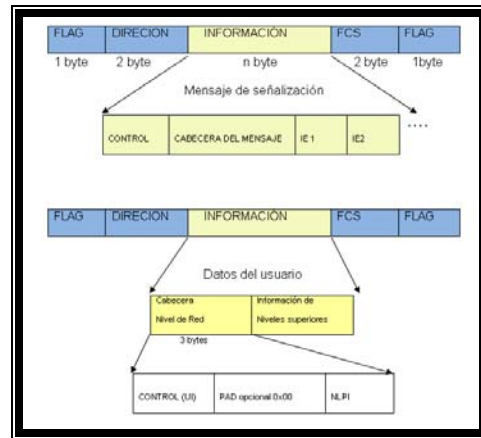 FLAG DIRECION INFORMACIÓN FCS FLAG
1 byte 2 byte n byte 2 byte 1byte
Mensaje de señalización
CONTROL CABECERA DEL MENSAJE IE 1 IE2 ....
FLAG DIRECION INFORMACIÓN FCS FLAG
Datos del usuario
Cabecera Información de
Nivel de Red Niveles superiores
3 bytes
CONTROL (UI) PAD opcional 0x00 NLPI